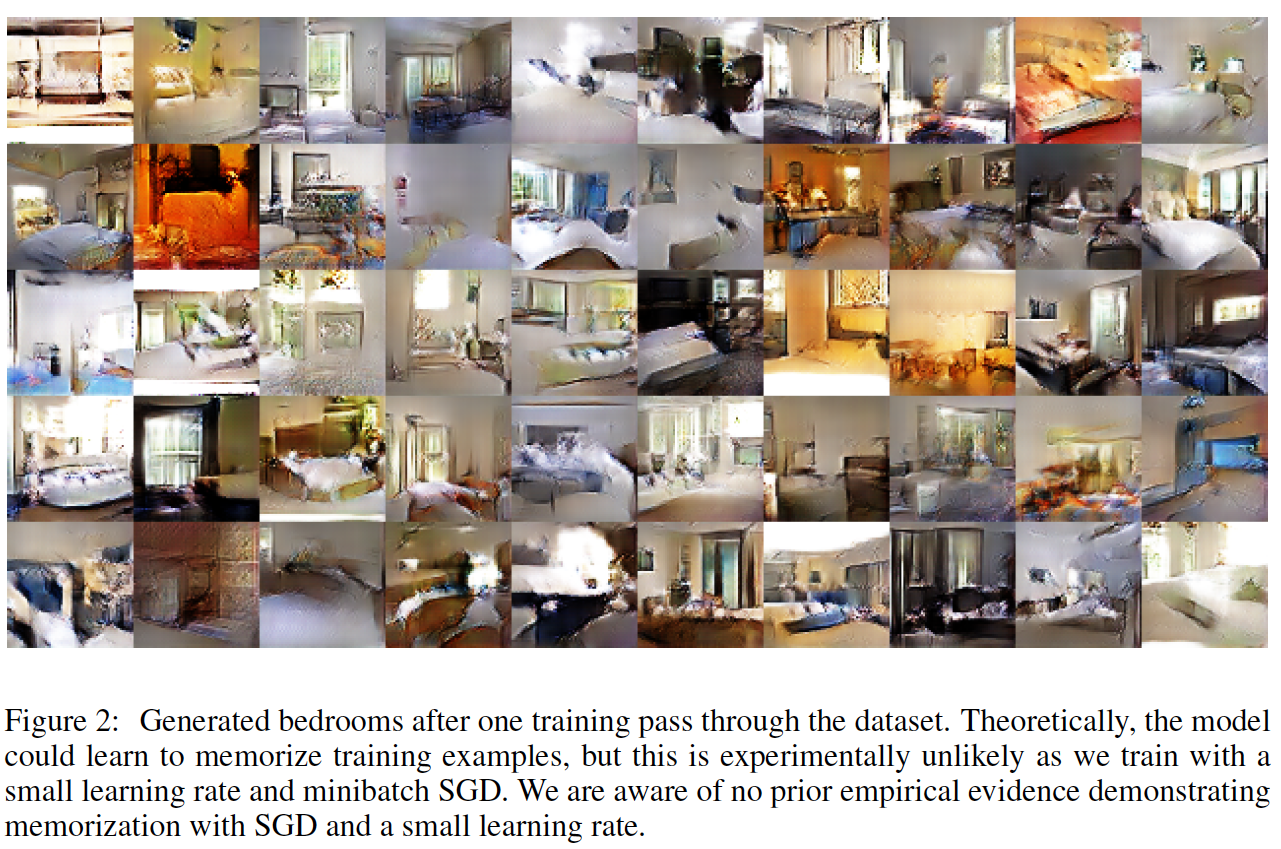 Figure 2: Generated bedrooms after one training pass through the dataset. Theoretically, the model
could learn to memorize training examples, but this is experimentally unlikely as we train with a
small learning rate and minibatch SGD. We are aware of no prior empirical evidence demonstrating
memorization with SGD and a small learning rate.